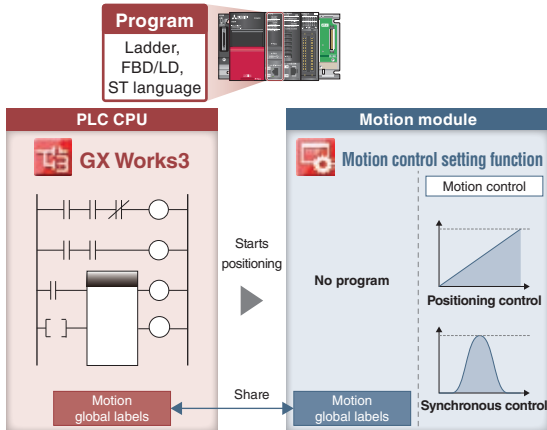 Program
Ladder,
FBD/LD,
ST language
PLC CPU
GX Works3
Starts
positioning
Share
Motion
global labels
Motion module
Motion control setting function
Motion control
No program
Positioning control
Synchronous control
Motion
global labels